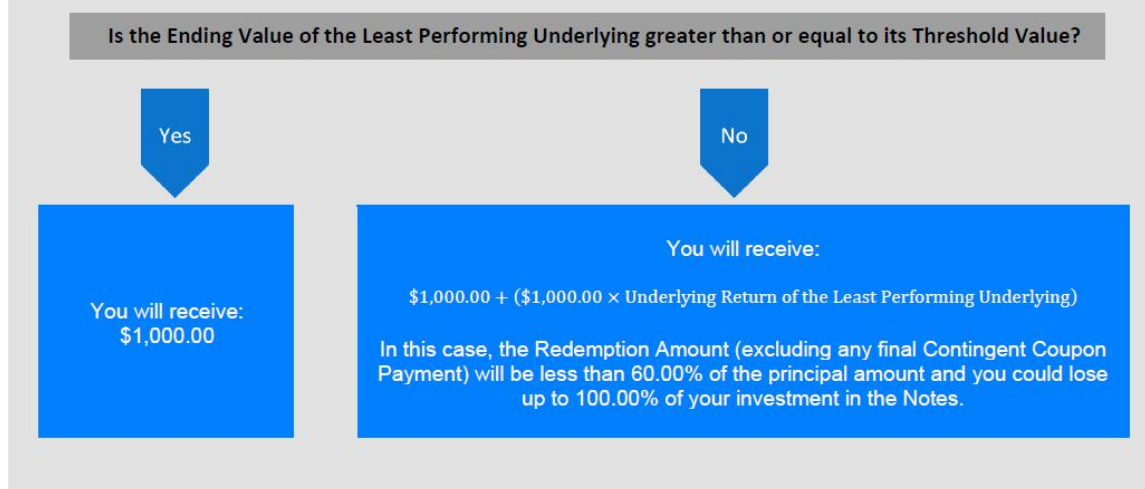 Is the Ending Value of the Least Performing Underlying greater than or equal to its Threshold Value?
Yes
No
You will receive:
$1,000.00
You will receive:
$1,000.00 + ($1,000.00 × Underlying Return of the Least Performing Underlying)
In this case, the Redemption Amount (excluding any final Contingent Coupon
Payment) will be less than 60.00% of the principal amount and you could lose
up to 100.00% of your investment in the Notes.